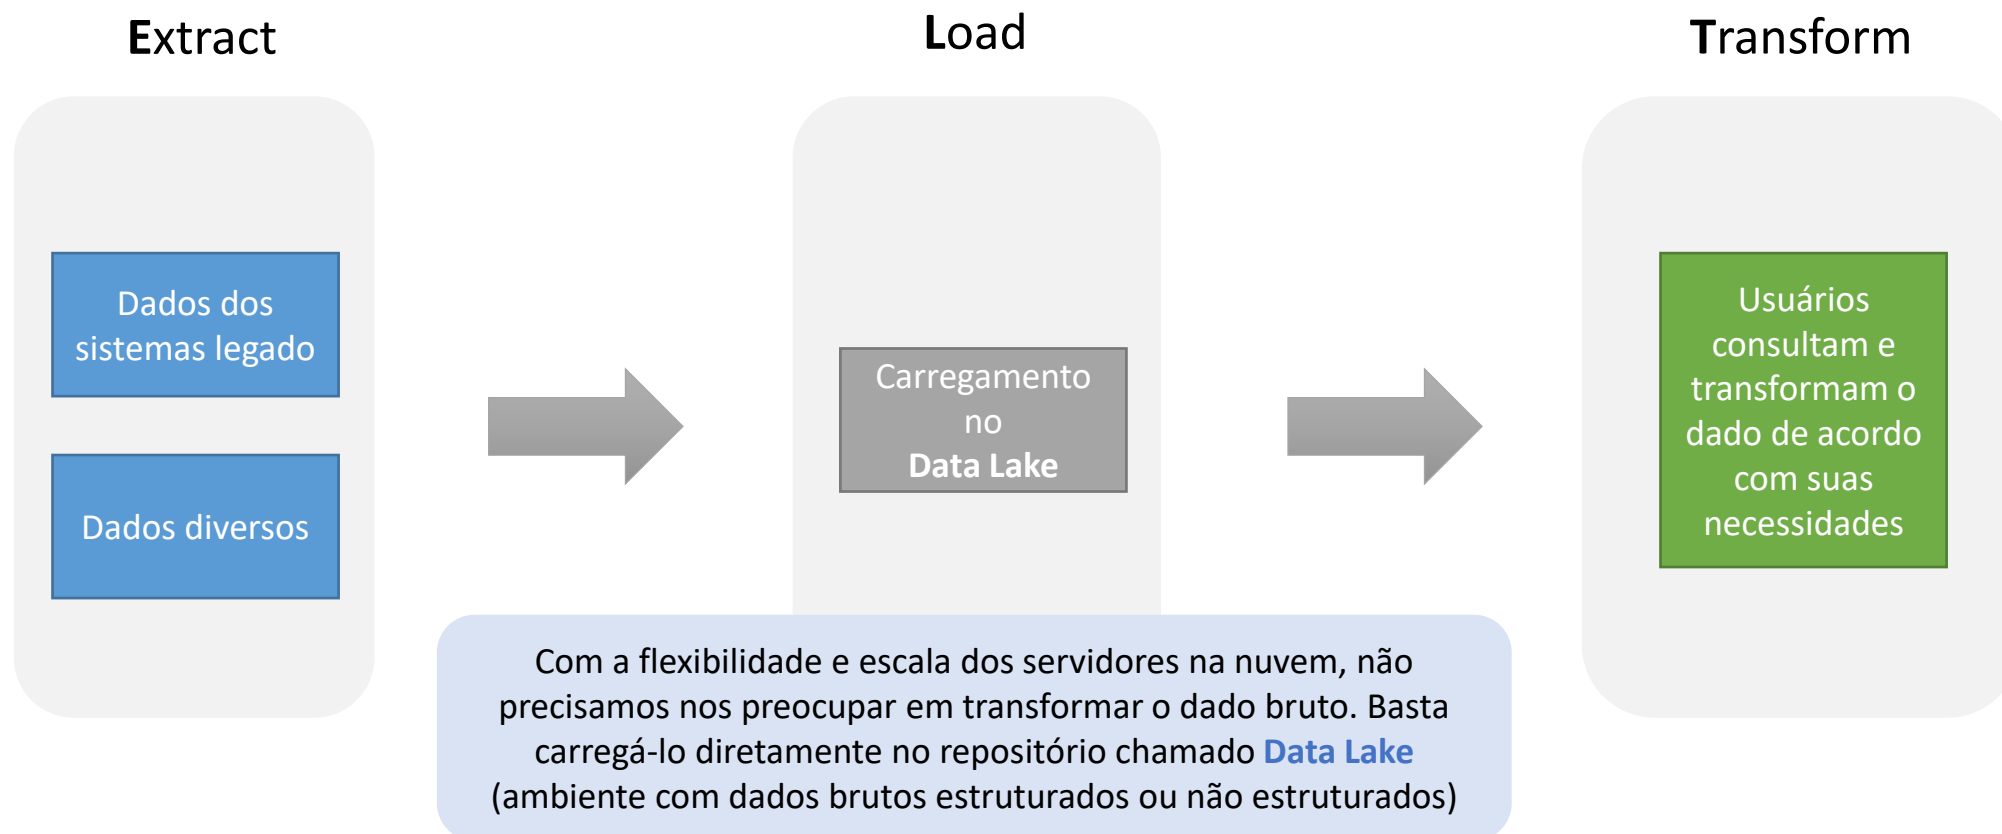 Extract
Load
Transform
Dados dos
sistemas legado
Dados diversos
Carregamento
no
Data Lake
Usuários
consultam e
transformam o
dado de acordo
com suas
necessidades
Com a flexibilidade e escala dos servidores na nuvem, não
precisamos nos preocupar em transformar o dado bruto. Basta
carregá-lo diretamente no repositório chamado Data Lake
(ambiente com dados brutos estruturados ou não estruturados)